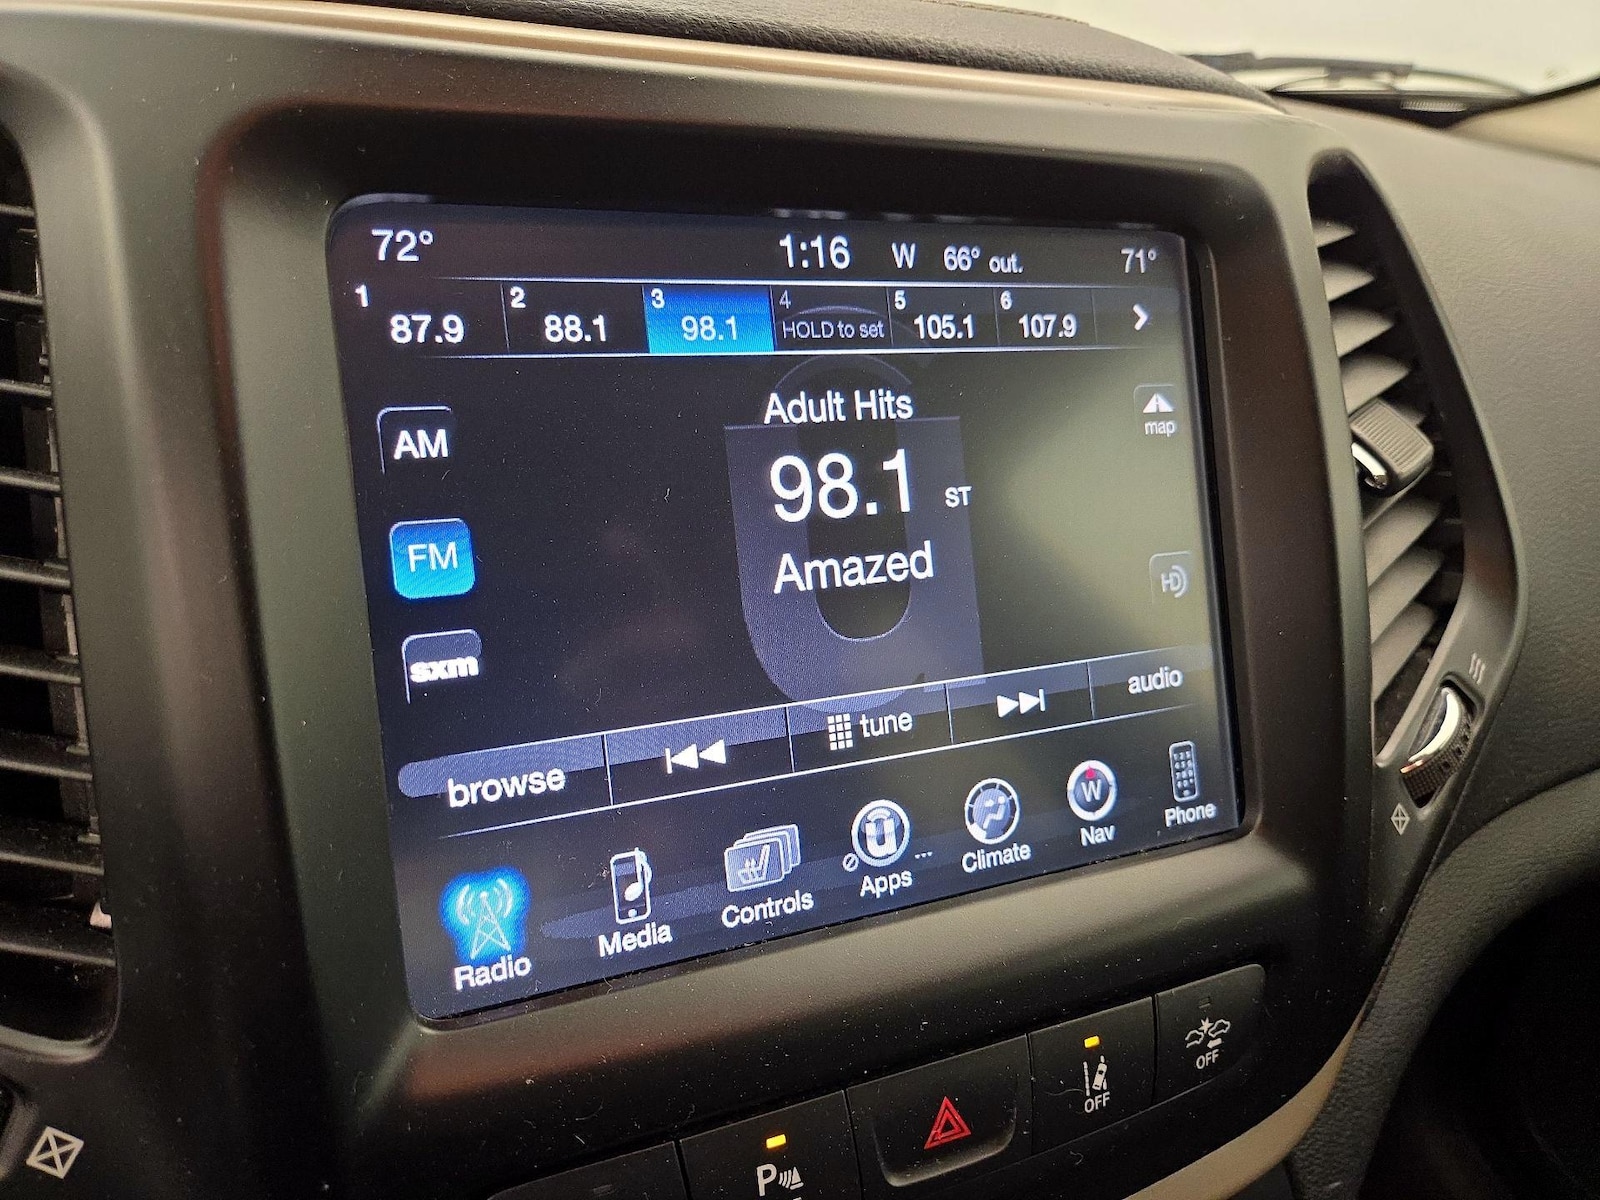 72° 1:16 W 66° out. 71°
1 87.9 2 88.1 3 98.1 4 HOLD to set 5 105.1 6 107.9
Adult Hits
map
AM
98.1 ST
FM
Amazed
HD
sxm
browse tune audio
Radio Media Controls Apps ... Climate W Nav Phone
OFF
OFF
P